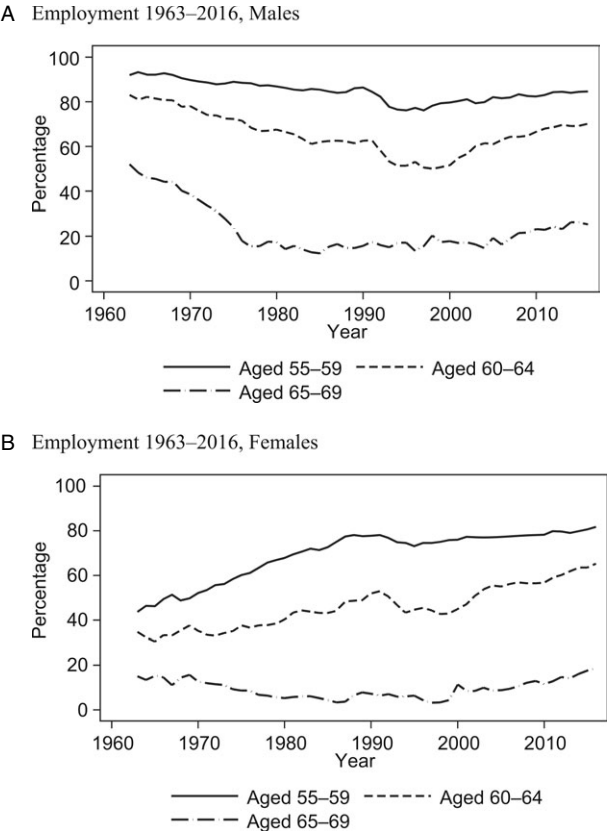 A Employment 1963–2016, Males
100
80
60
40
20
0
Percentage
1960 1970 1980 1990 2000 2010
Year
Aged 55–59 Aged 60–64
Aged 65–69
B Employment 1963–2016, Females
100
80
60
40
20
0
Percentage
1960 1970 1980 1990 2000 2010
Year
Aged 55–59 Aged 60–64
Aged 65–69